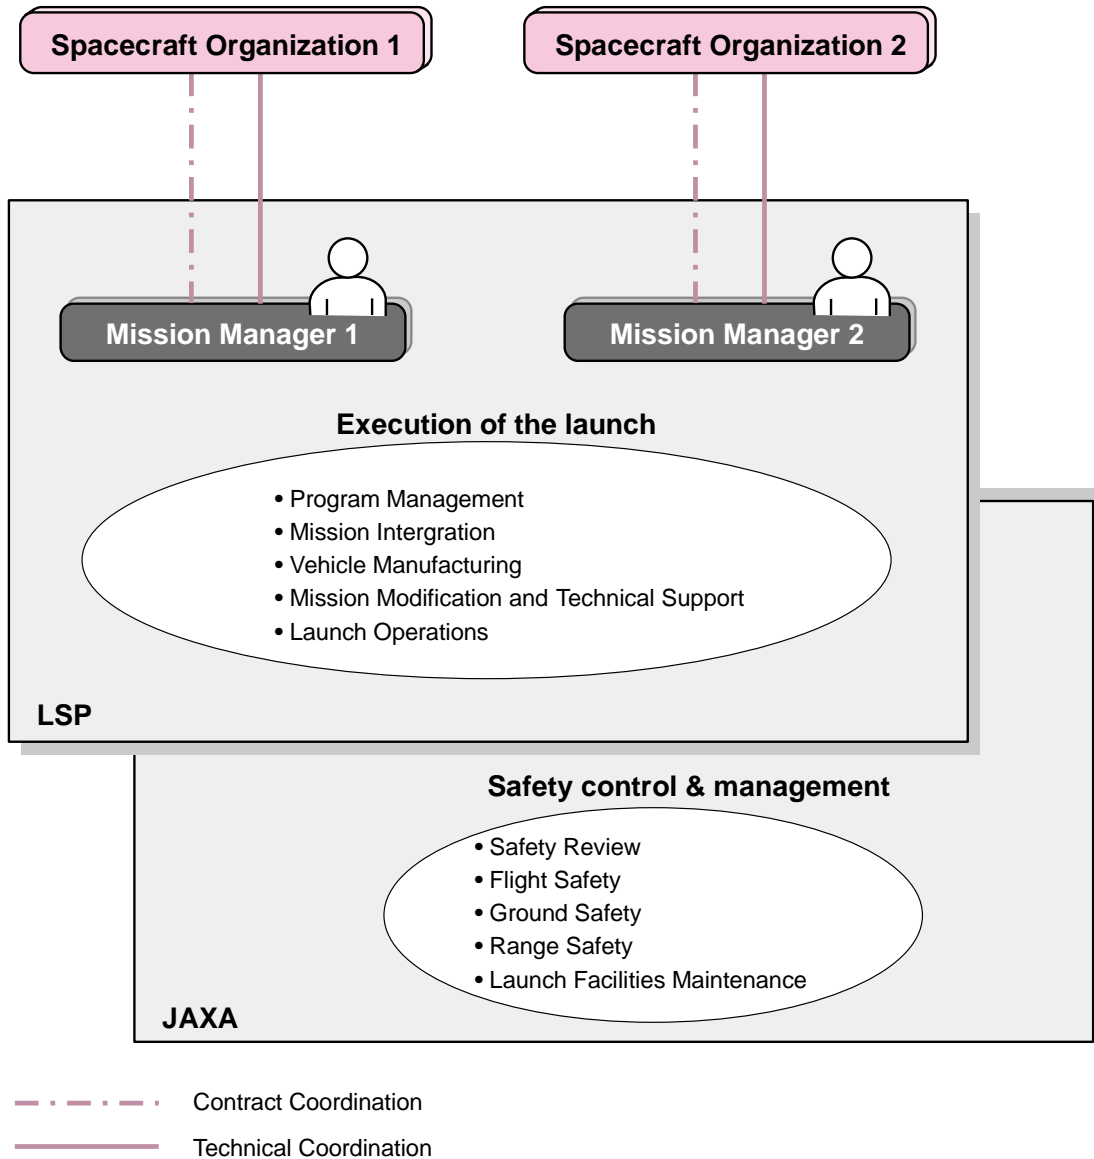 Spacecraft Organization 1
Spacecraft Organization 2
Mission Manager 1
Mission Manager 2
Execution of the launch
• Program Management
• Mission Intergration
• Vehicle Manufacturing
• Mission Modification and Technical Support
• Launch Operations
LSP
Safety control & management
• Safety Review
• Flight Safety
• Ground Safety
• Range Safety
• Launch Facilities Maintenance
JAXA
Contract Coordination
Technical Coordination